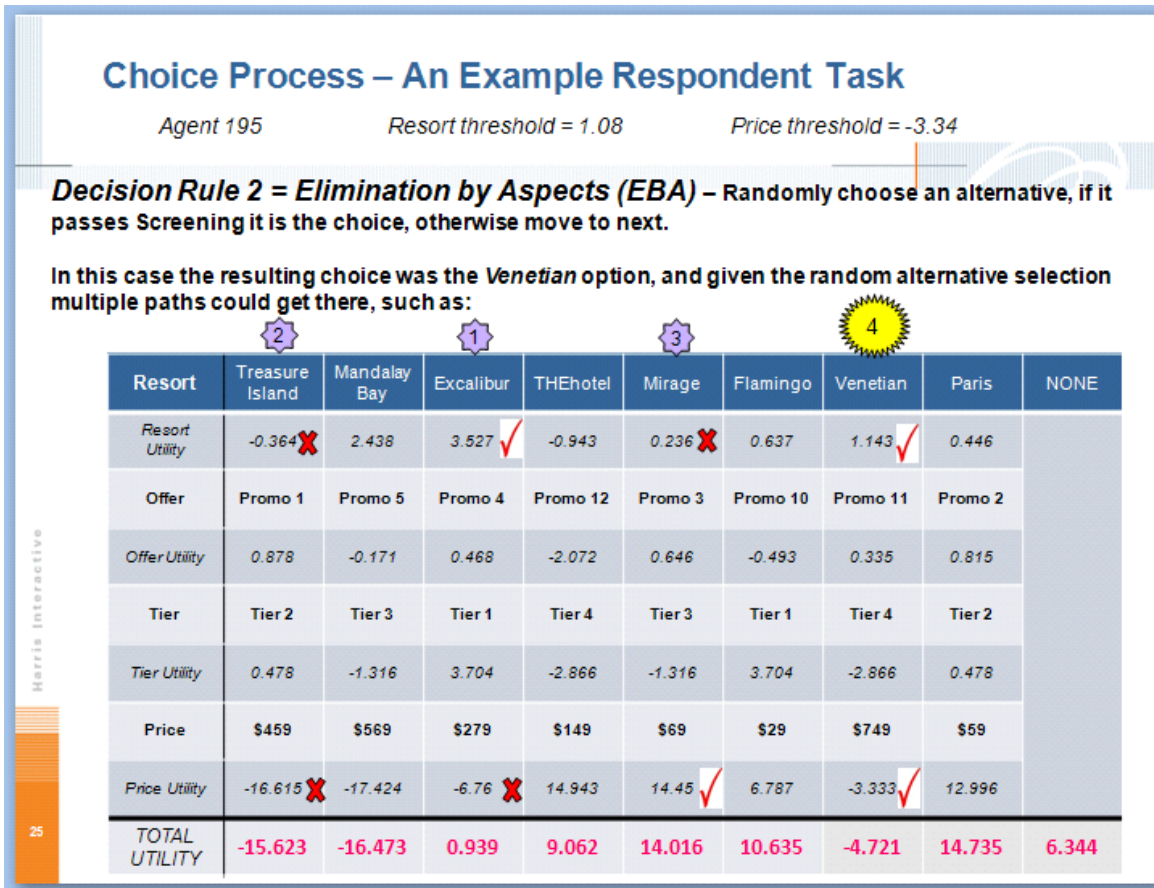 Choice Process – An Example Respondent Task
Agent 195 Resort threshold = 1.08 Price threshold = -3.34
Decision Rule 2 = Elimination by Aspects (EBA) – Randomly choose an alternative, if it
passes Screening it is the choice, otherwise move to next.
In this case the resulting choice was the Venetian option, and given the random alternative selection
multiple paths could get there, such as:
2 1 3 4
Resort Treasure Island Mandalay Bay Excalibur THEhotel Mirage Flamingo Venetian Paris NONE
Resort Utility -0.364 2.438 3.527 -0.943 0.236 0.637 1.143 0.446
Offer Promo 1 Promo 5 Promo 4 Promo 12 Promo 3 Promo 10 Promo 11 Promo 2
Offer Utility 0.878 -0.171 0.468 -2.072 0.646 -0.493 0.335 0.815
Tier Tier 2 Tier 3 Tier 1 Tier 4 Tier 3 Tier 1 Tier 4 Tier 2
Tier Utility 0.478 -1.316 3.704 -2.866 -1.316 3.704 -2.866 0.478
Price $459 $569 $279 $149 $69 $29 $749 $59
Price Utility -16.615 -17.424 -6.76 14.943 14.45 6.787 -3.333 12.996
TOTAL UTILITY -15.623 -16.473 0.939 9.062 14.016 10.635 -4.721 14.735 6.344
Harris Interactive
25